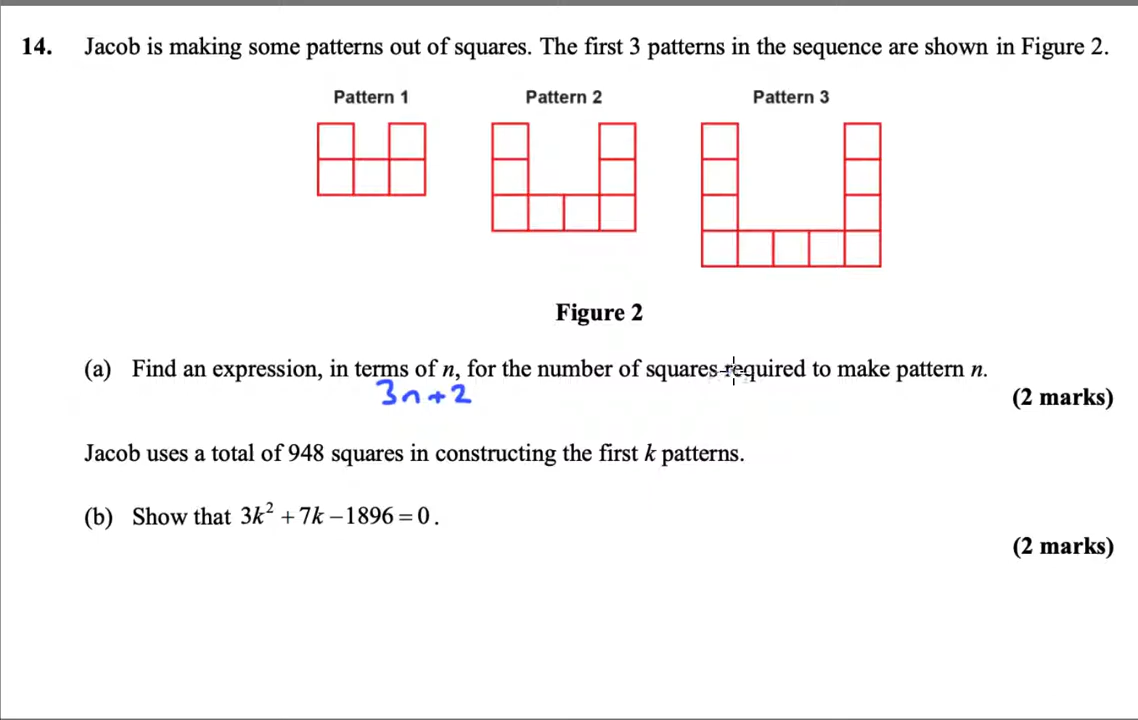 14. Jacob is making some patterns out of squares. The first 3 patterns in the sequence are shown in Figure 2.
Pattern 1 Pattern 2 Pattern 3
Figure 2
(a) Find an expression, in terms of n, for the number of squares required to make pattern n.
3n+2
(2 marks)
Jacob uses a total of 948 squares in constructing the first k patterns.
(b) Show that 3k² + 7k − 1896 = 0.
(2 marks)